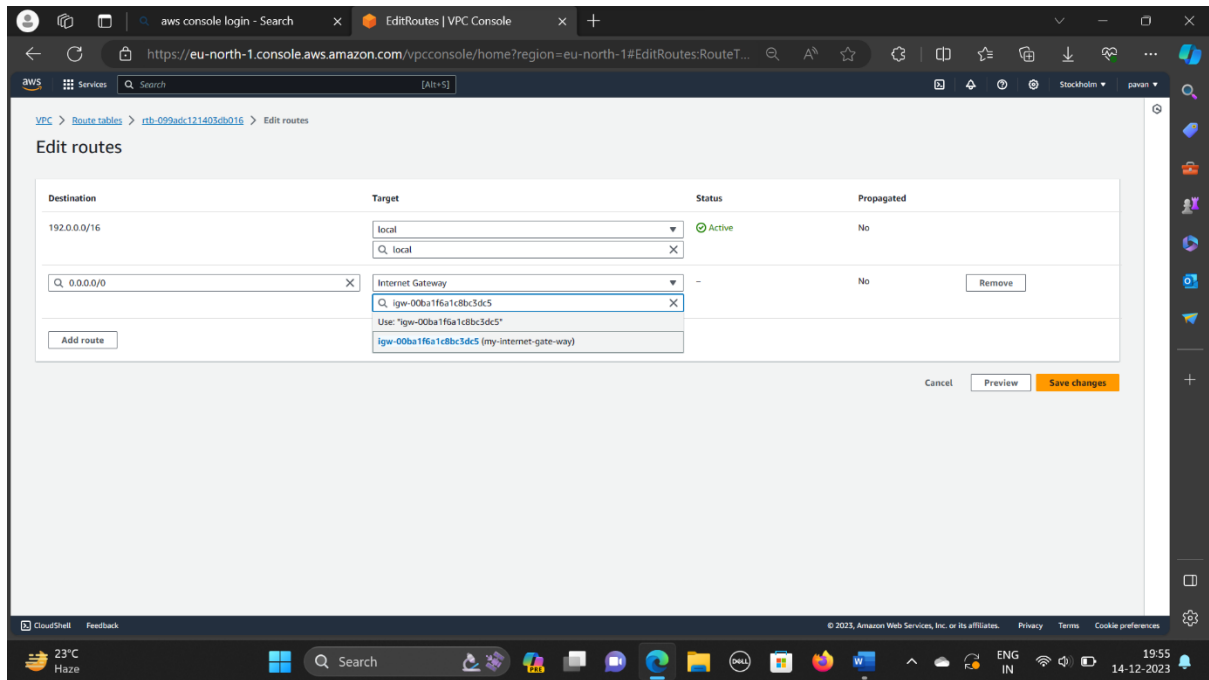 aws console login - Search
EditRoutes | VPC Console
https://eu-north-1.console.aws.amazon.com/vpcconsole/home?region=eu-north-1#EditRoutes:RouteT...
aws
Services
Search
[Alt+S]
Stockholm
pavan
VPC > Route tables > rtb-099adc121403db016 > Edit routes
Edit routes
Destination Target Status Propagated
192.0.0.0/16 local Active No
local
0.0.0.0/0 Internet Gateway – No Remove
igw-00ba1f6a1c8bc3dc5
Use: "igw-00ba1f6a1c8bc3dc5"
igw-00ba1f6a1c8bc3dc5 (my-internet-gate-way)
Add route
Cancel Preview Save changes
CloudShell Feedback © 2023, Amazon Web Services, Inc. or its affiliates. Privacy Terms Cookie preferences
23°C
Haze
Search
PRE
DELL
W
ENG
IN
19:55
14-12-2023